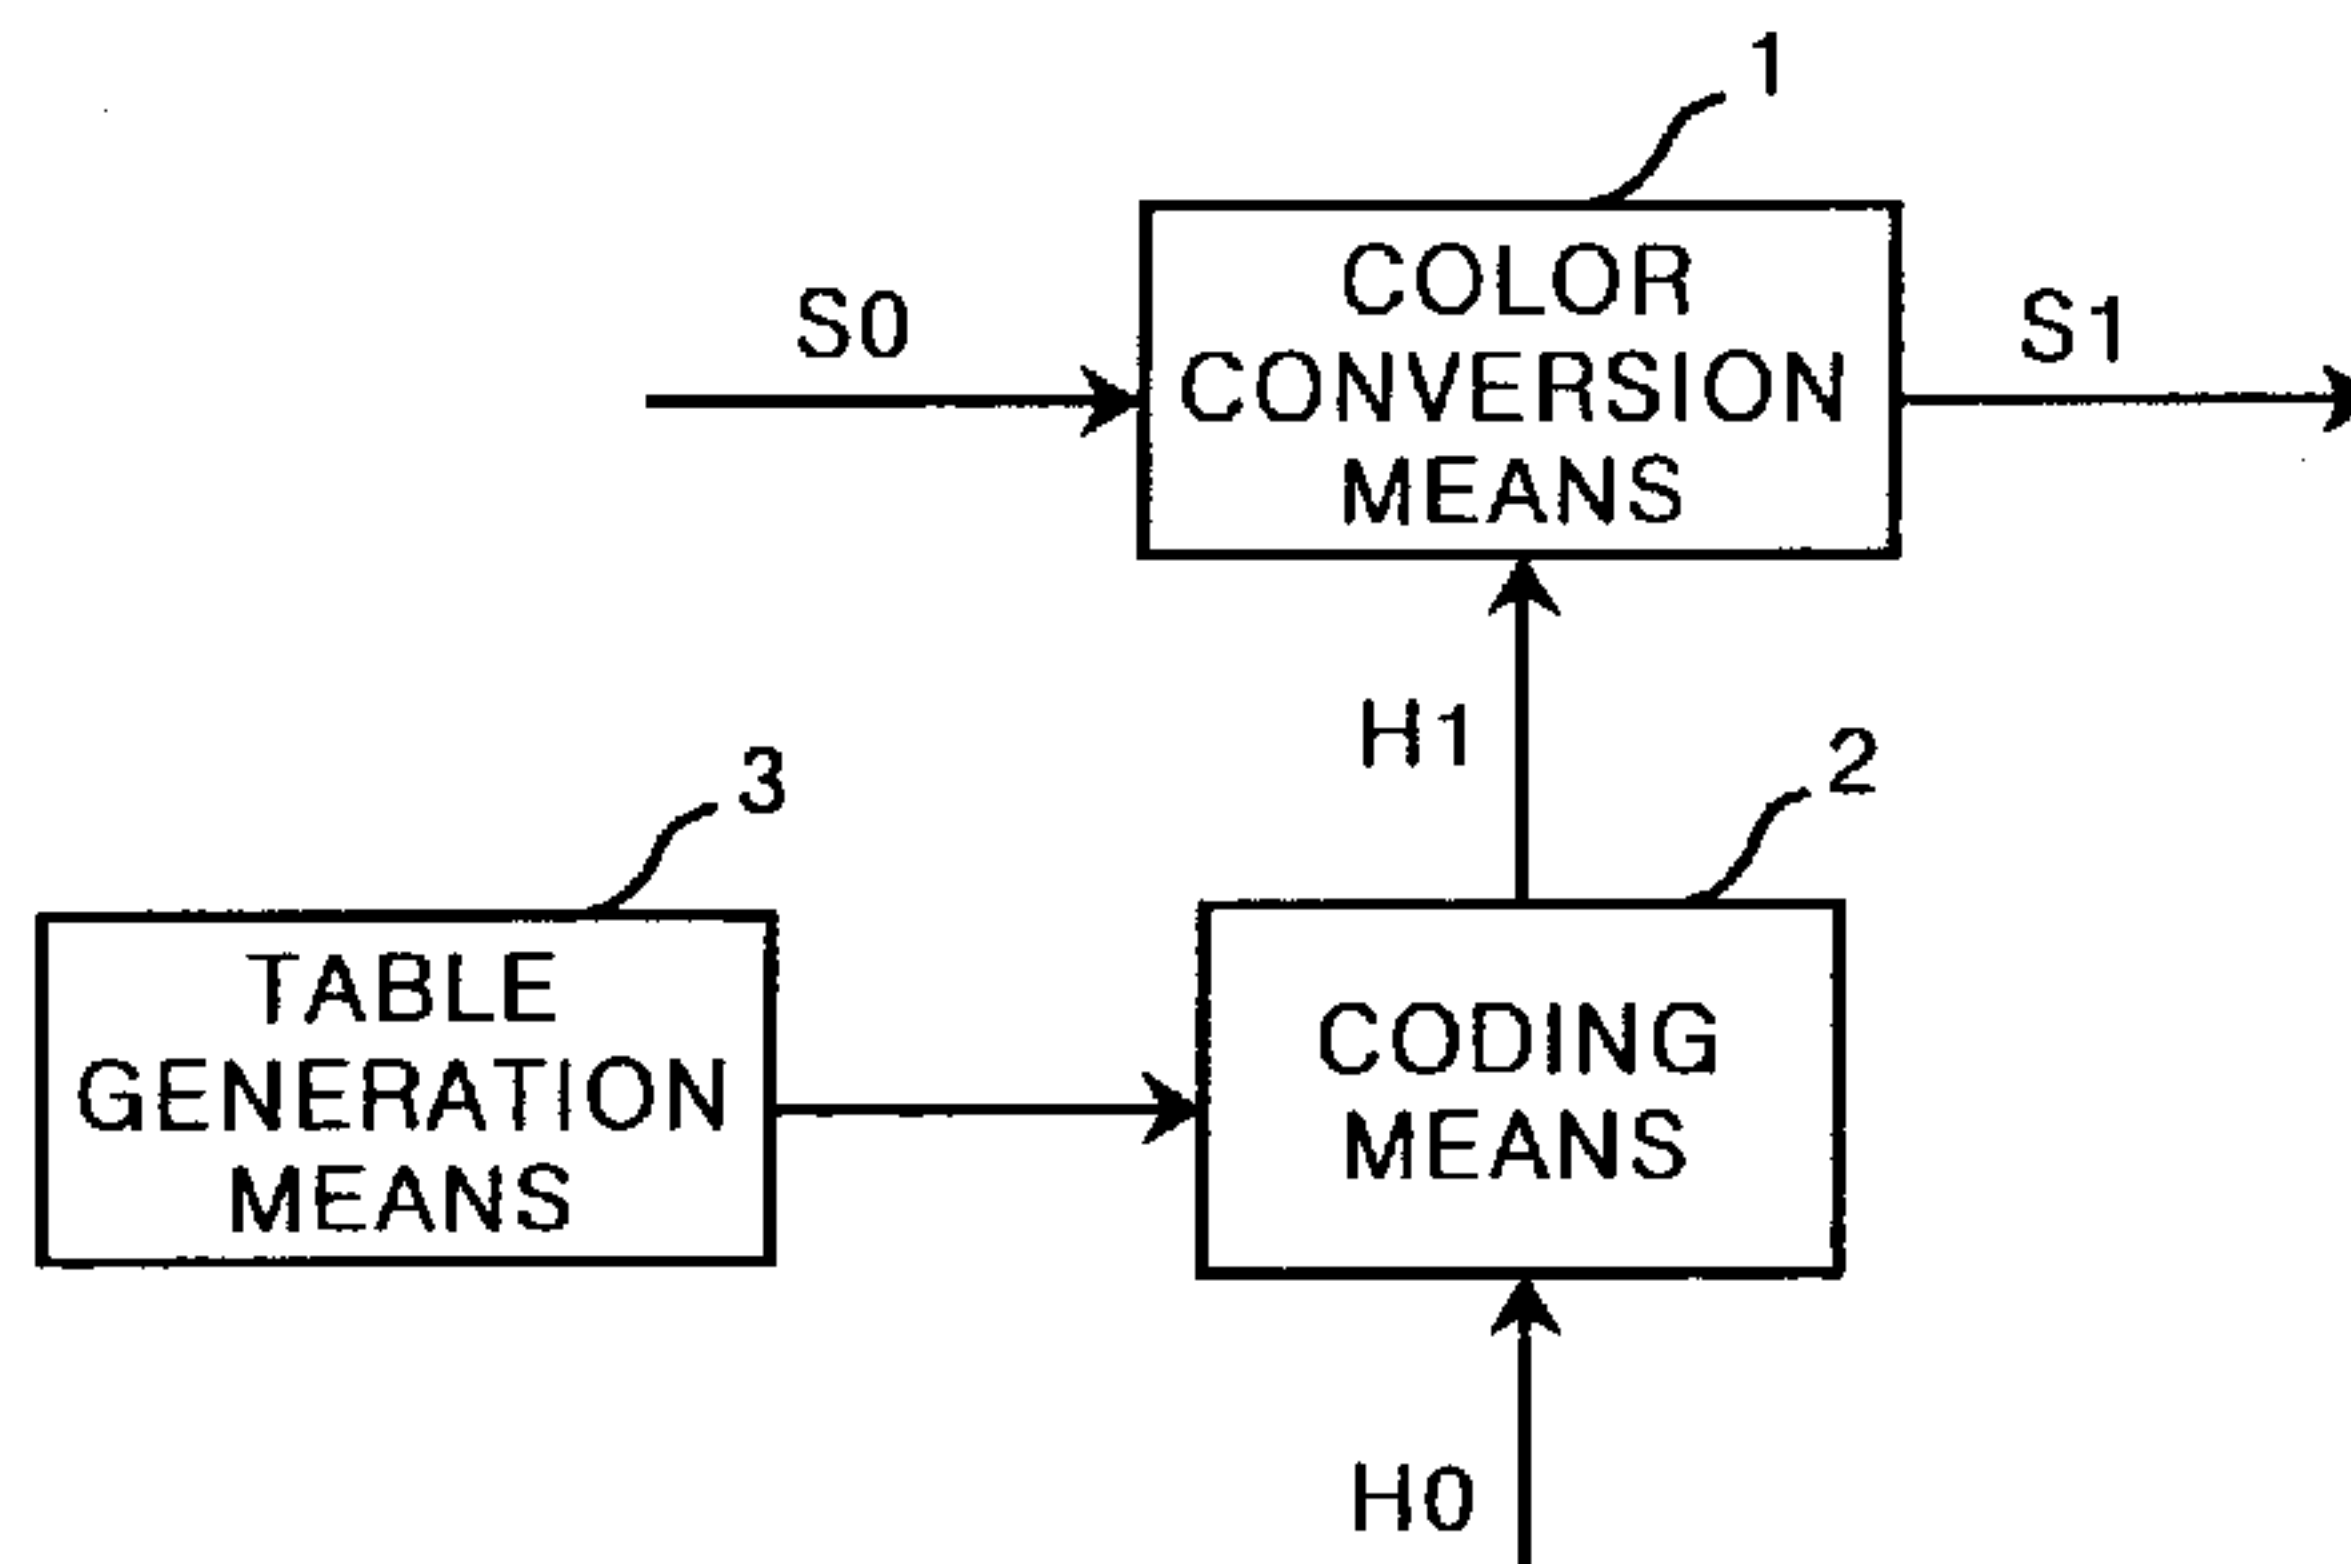 1
COLOR
CONVERSION
MEANS
S0
S1
H1
2
3
TABLE
GENERATION
MEANS
CODING
MEANS
H0